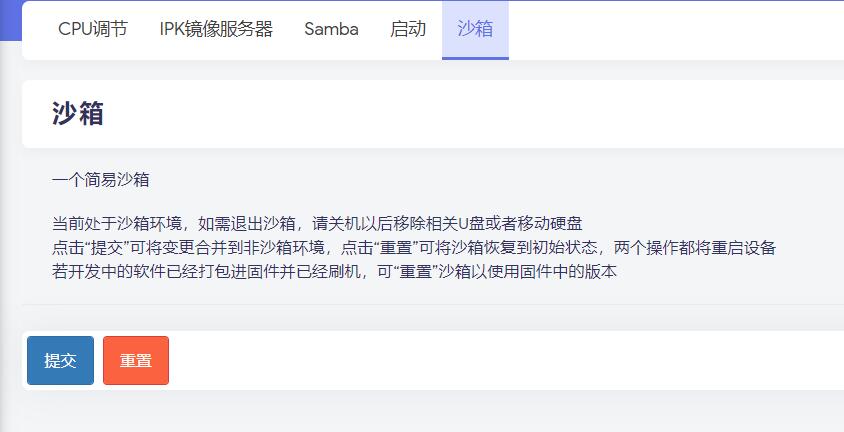 CPU调节 IPK镜像服务器 Samba 启动 沙箱
沙箱
一个简易沙箱
当前处于沙箱环境，如需退出沙箱，请关机以后移除相关U盘或者移动硬盘
点击“提交”可将变更合并到非沙箱环境，点击“重置”可将沙箱恢复到初始状态，两个操作都将重启设备
若开发中的软件已经打包进固件并已经刷机，可“重置”沙箱以使用固件中的版本
提交 重置